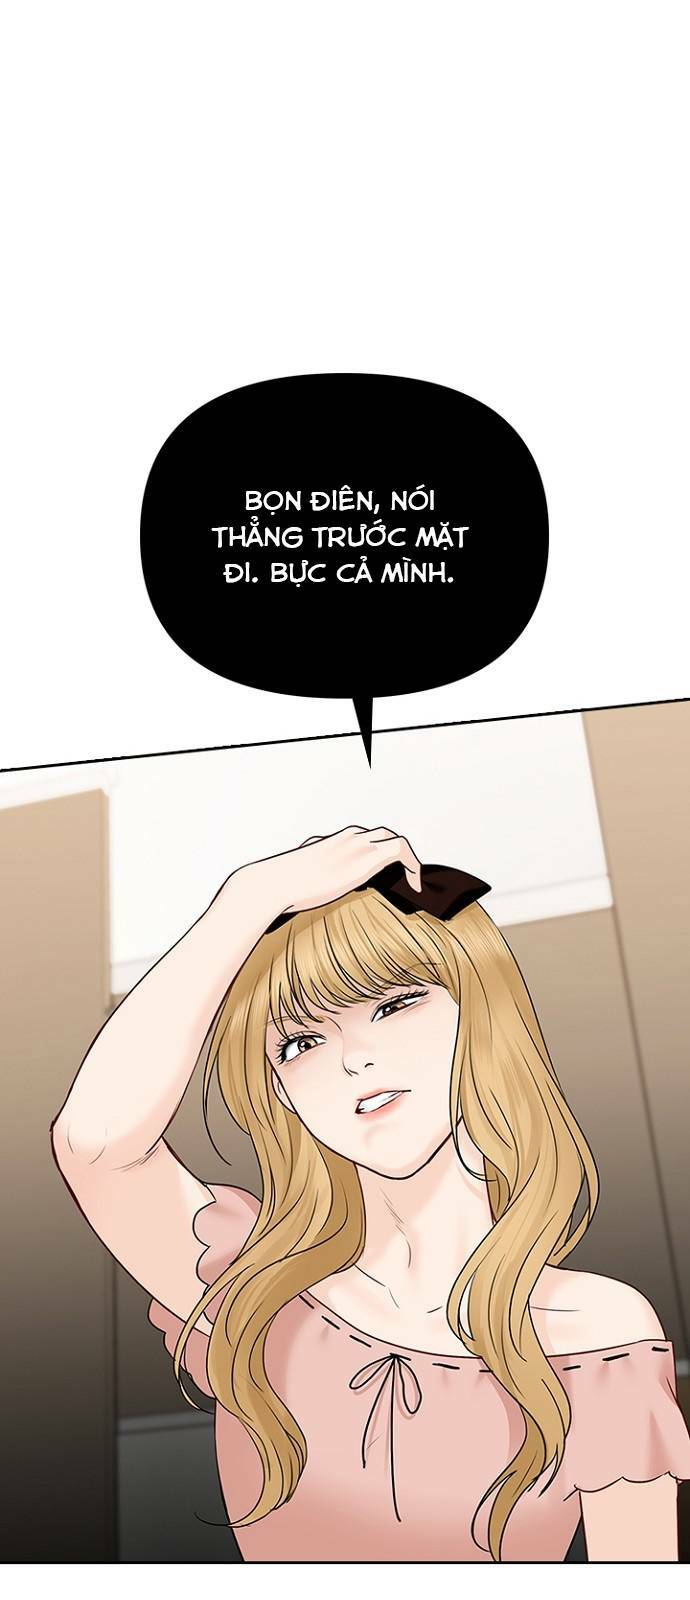 BỌN ĐIÊN, NÓI
THẲNG TRƯỚC MẶT
ĐI. BỰC CẢ MÌNH.